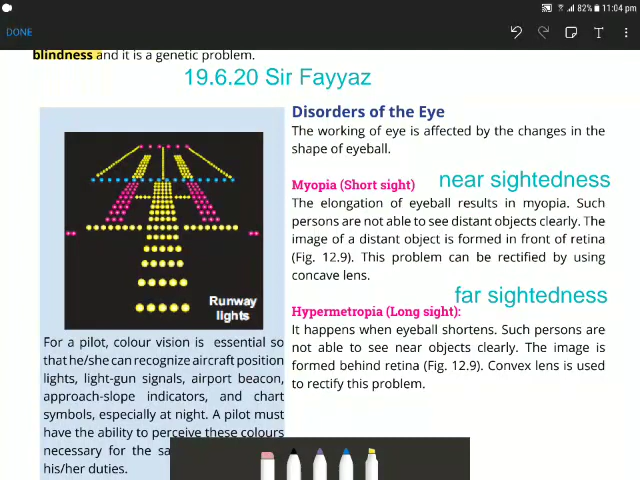 82% 11:04 pm
DONE
T
blindness and it is a genetic problem.
19.6.20 Sir Fayyaz
Runway
lights
For a pilot, colour vision is essential so
that he/she can recognize aircraft position
lights, light-gun signals, airport beacon,
approach-slope indicators, and chart
symbols, especially at night. A pilot must
have the ability to perceive these colours
necessary for the
his/her duties.
Disorders of the Eye
The working of eye is affected by the changes in the
shape of eyeball.
Myopia (Short sight) near sightedness
The elongation of eyeball results in myopia. Such
persons are not able to see distant objects clearly. The
image of a distant object is formed in front of retina
(Fig. 12.9). This problem can be rectified by using
concave lens.
far sightedness
Hypermetropia (Long sight):
It happens when eyeball shortens. Such persons are
not able to see near objects clearly. The image is
formed behind retina (Fig. 12.9). Convex lens is used
to rectify this problem.